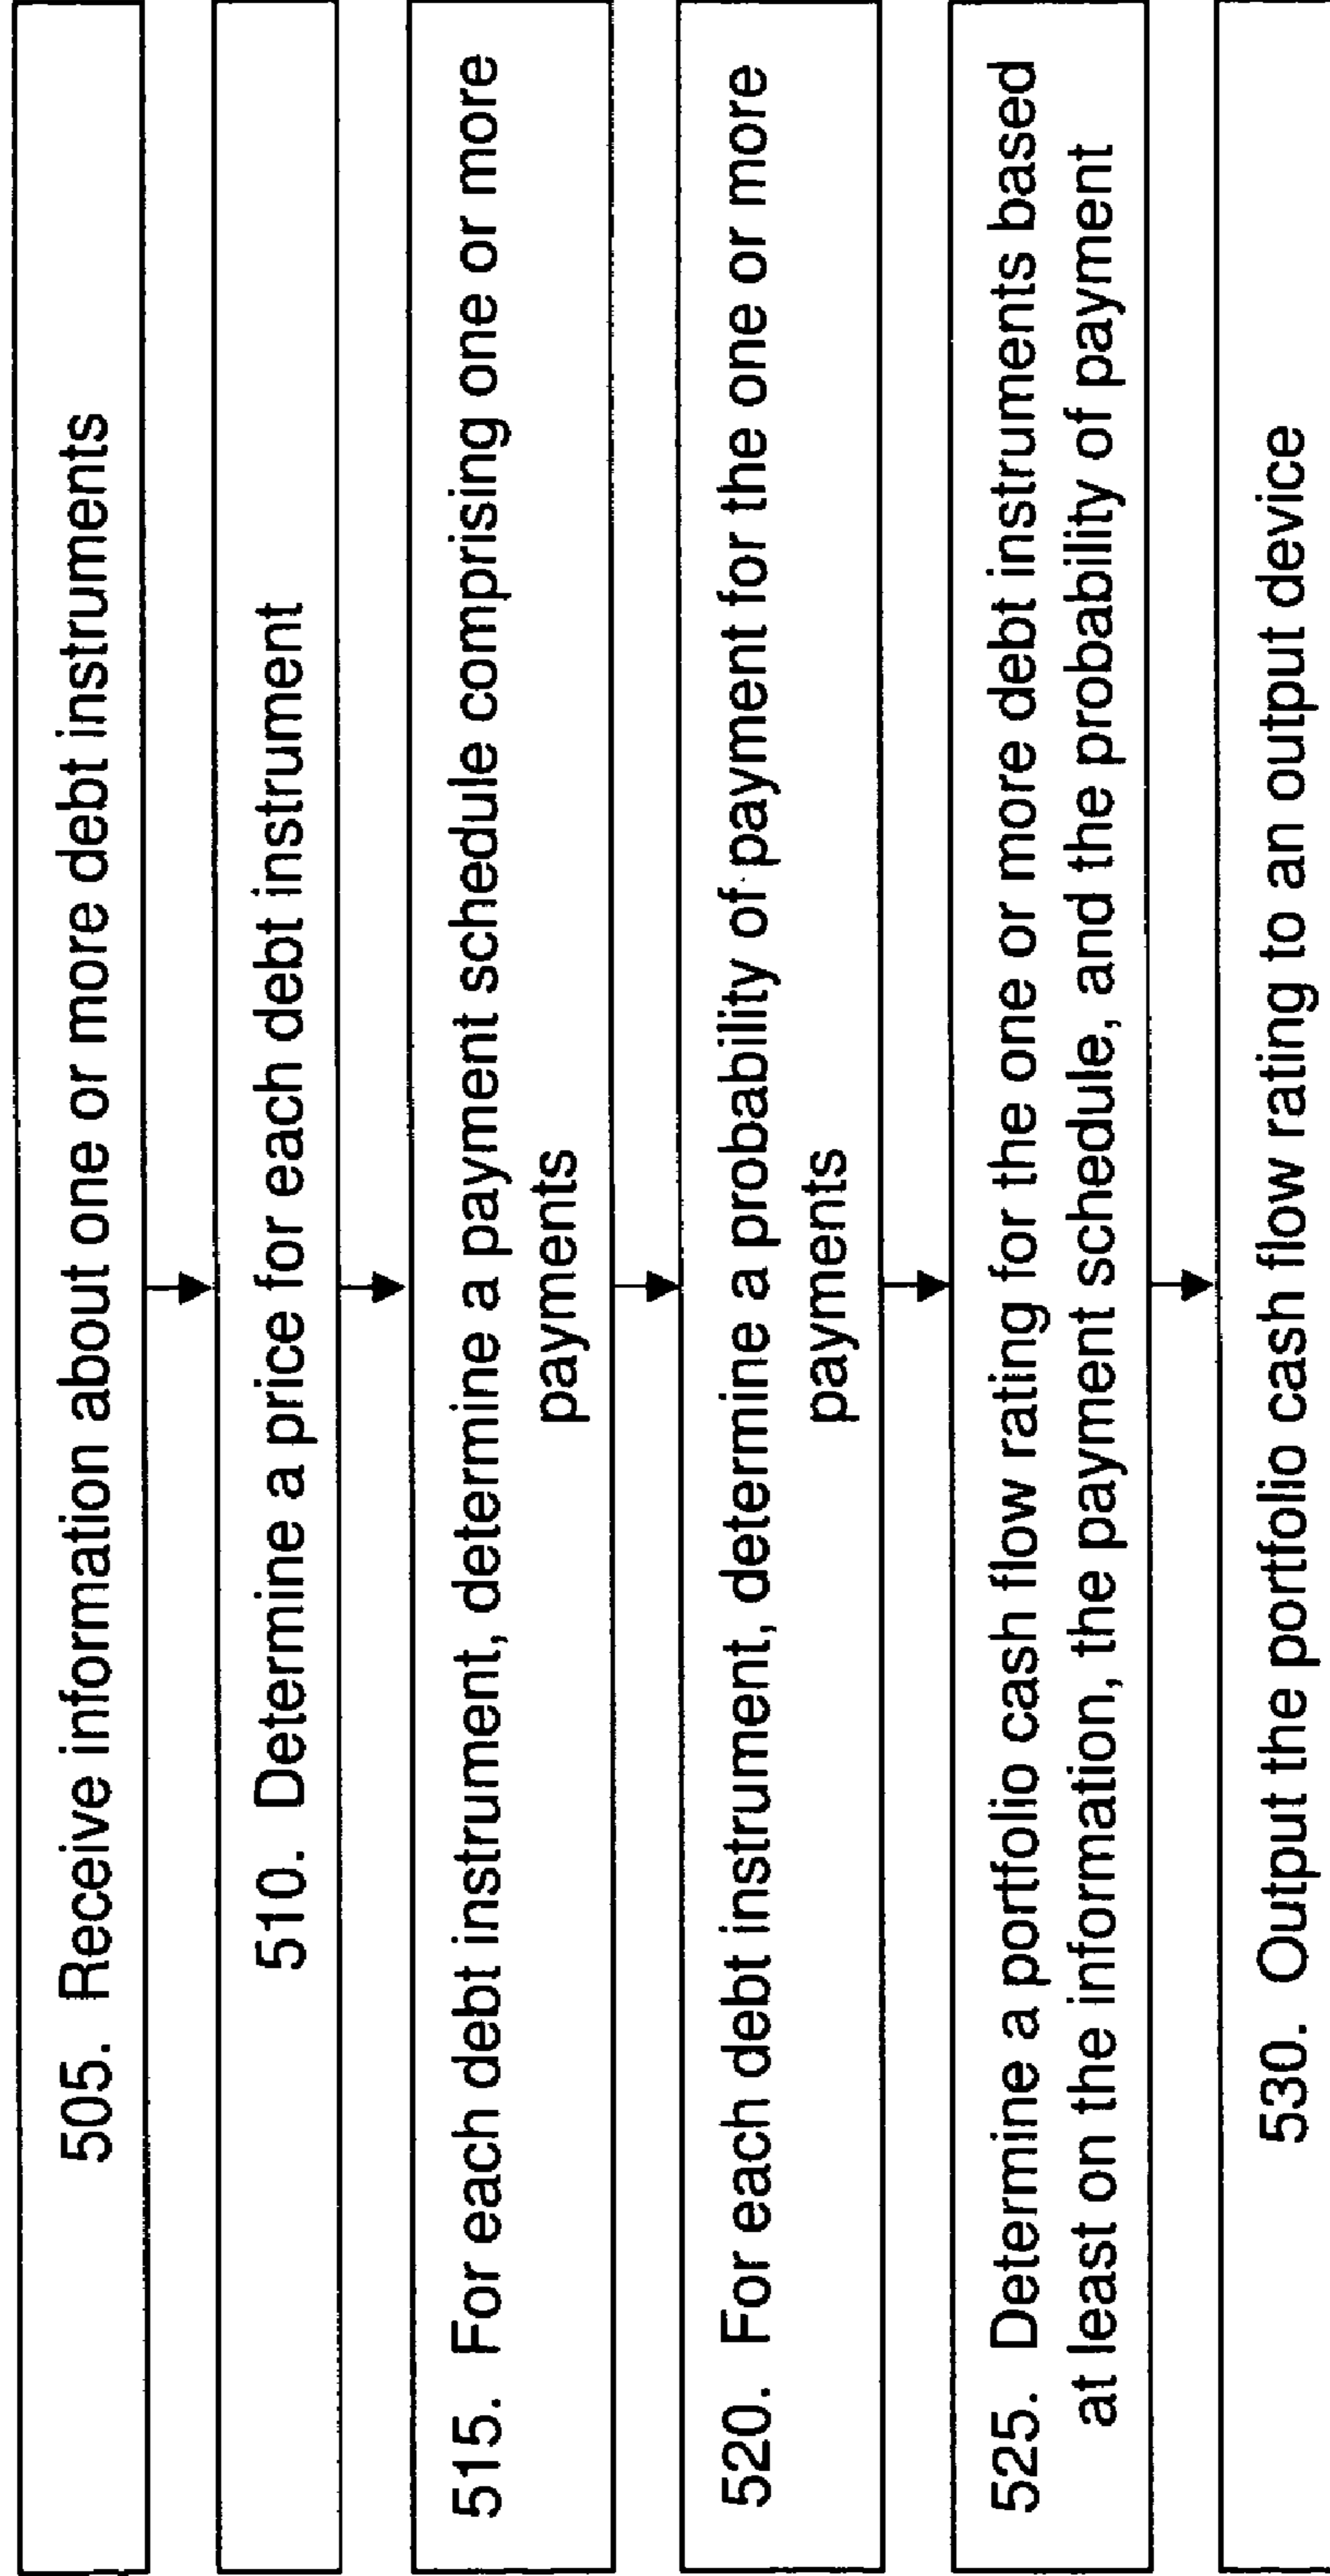 505. Receive information about one or more debt instruments
510. Determine a price for each debt instrument
515. For each debt instrument, determine a payment schedule comprising one or more
payments
520. For each debt instrument, determine a probability of payment for the one or more
payments
525. Determine a portfolio cash flow rating for the one or more debt instruments based
at least on the information, the payment schedule, and the probability of payment
530. Output the portfolio cash flow rating to an output device